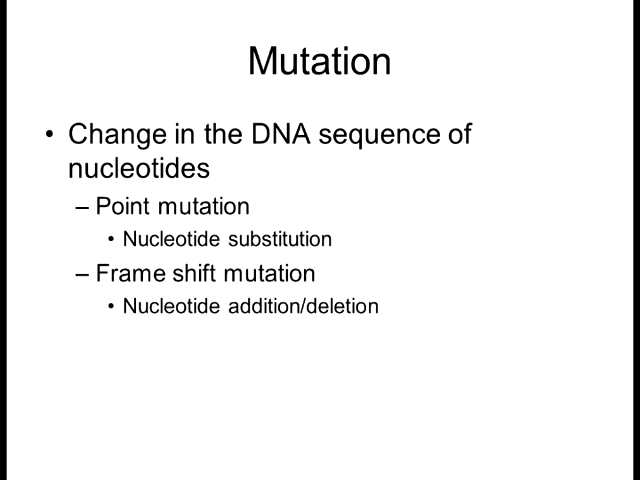 Mutation
• Change in the DNA sequence of
nucleotides
– Point mutation
• Nucleotide substitution
– Frame shift mutation
• Nucleotide addition/deletion